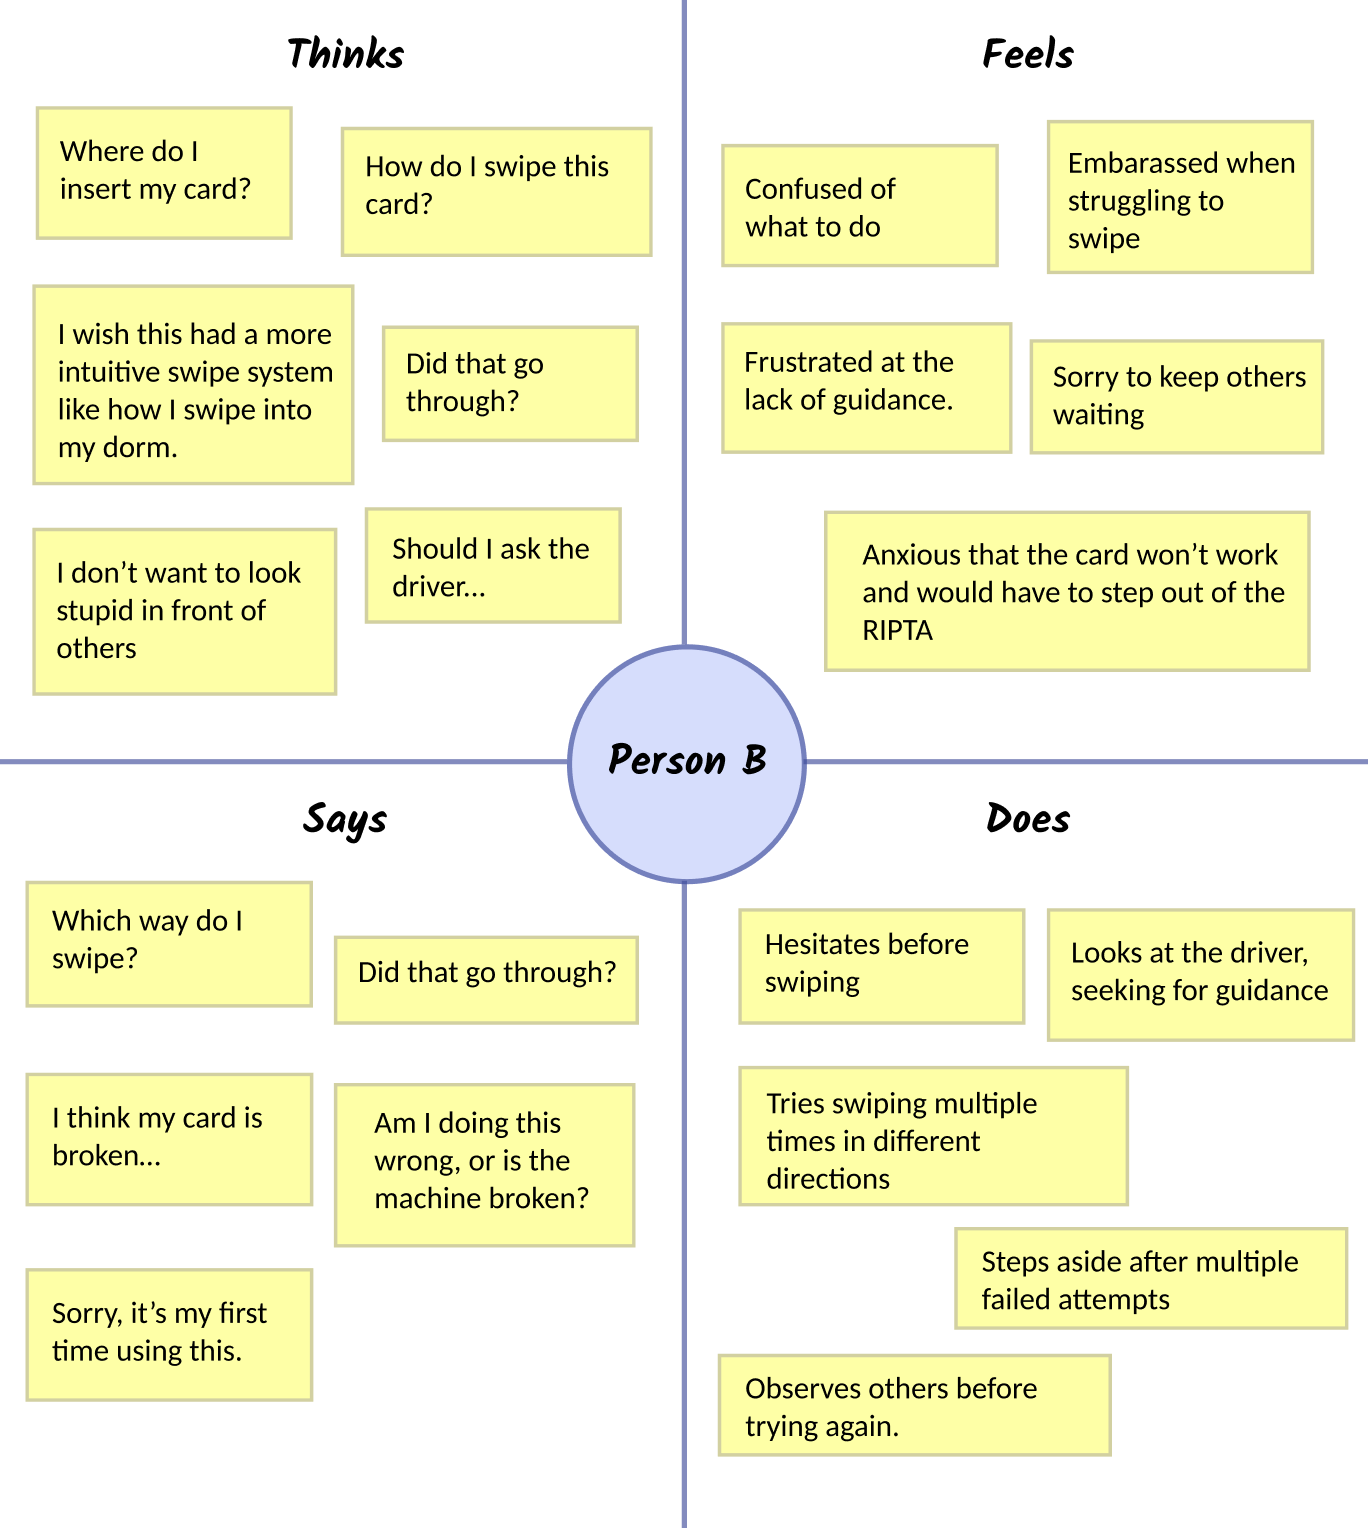 Thinks
Where do I
insert my card?
How do I swipe this
card?
I wish this had a more
intuitive swipe system
like how I swipe into
my dorm.
Did that go
through?
I don’t want to look
stupid in front of
others
Should I ask the
driver...
Feels
Confused of
what to do
Embarassed when
struggling to
swipe
Frustrated at the
lack of guidance.
Sorry to keep others
waiting
Anxious that the card won’t work
and would have to step out of the
RIPTA
Person B
Says
Which way do I
swipe?
Did that go through?
I think my card is
broken...
Am I doing this
wrong, or is the
machine broken?
Sorry, it’s my first
time using this.
Does
Hesitates before
swiping
Looks at the driver,
seeking for guidance
Tries swiping multiple
times in different
directions
Steps aside after multiple
failed attempts
Observes others before
trying again.